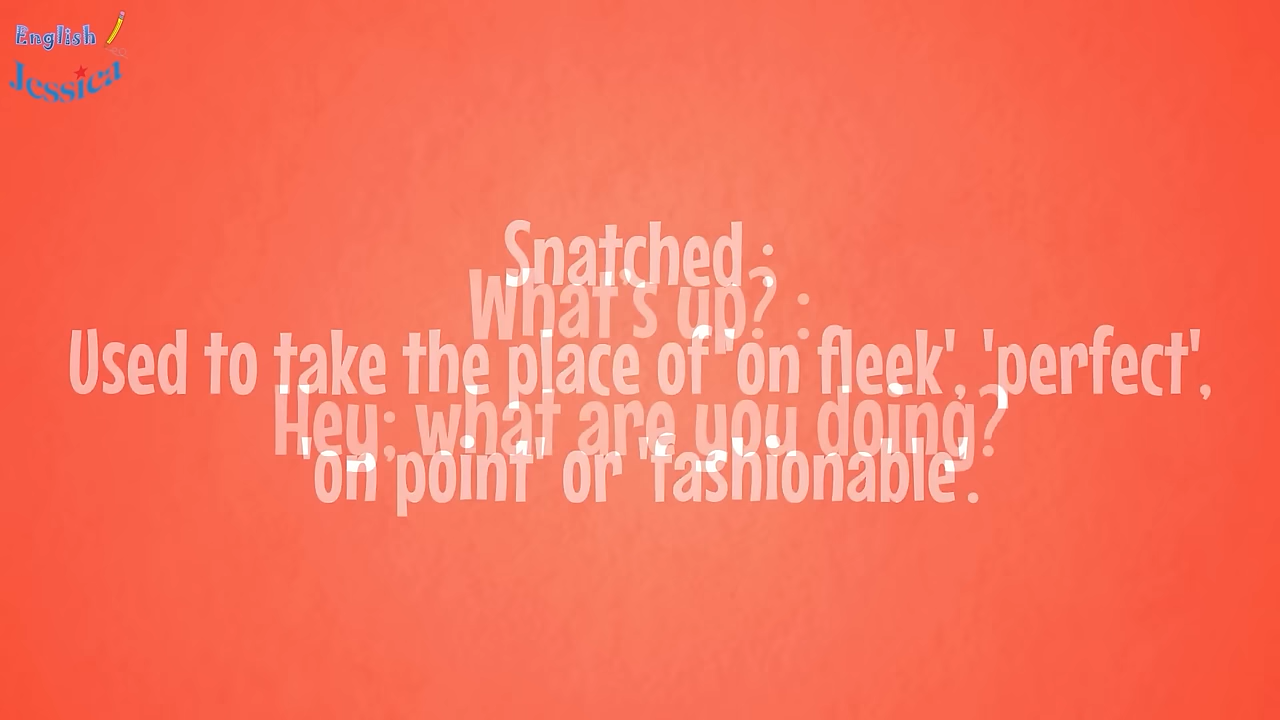 English
Jessica
Snatched :
What's up? :
Used to take the place of 'on fleek', 'perfect',
Hey; what are you doing?
'on point' or 'fashionable'.